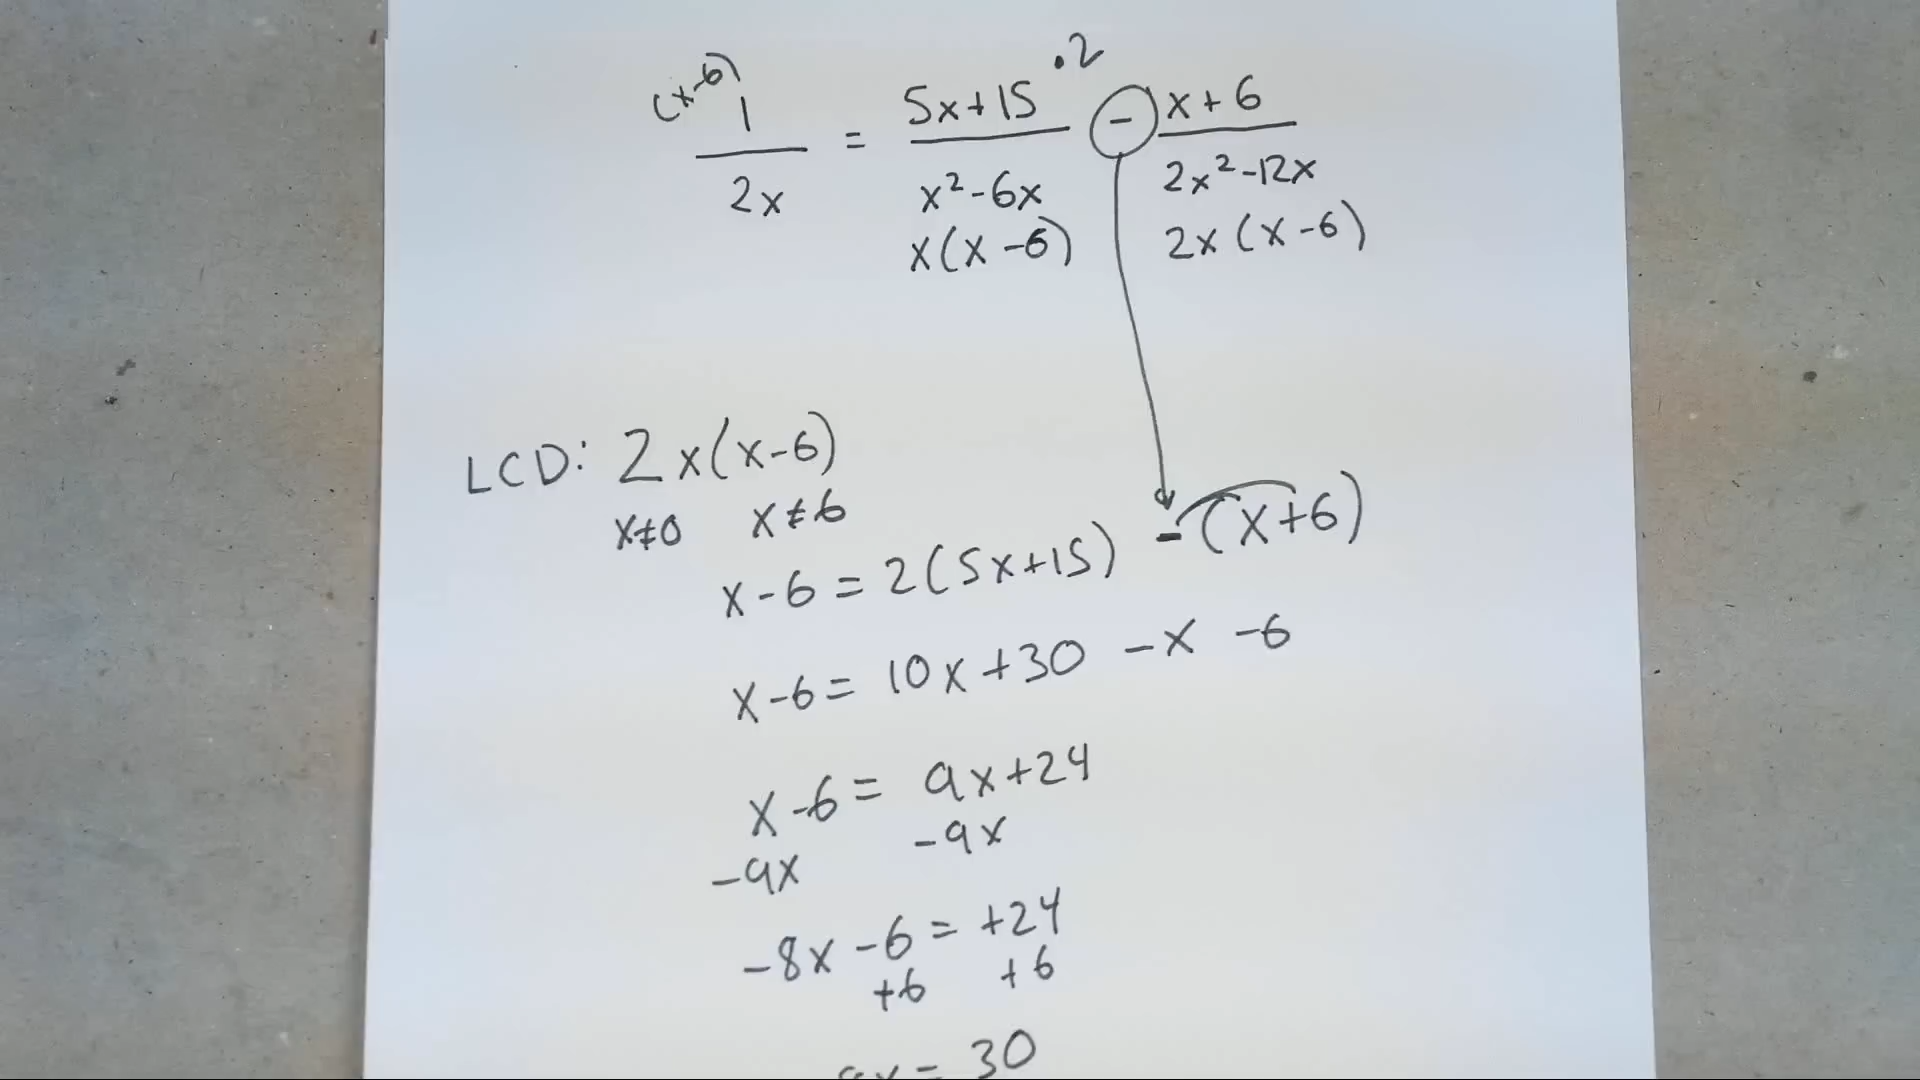 (x-6) 1 / 2x = 5x+15 · 2 / x²-6x - x+6 / 2x²-12x
x(x-6) 2x(x-6)
LCD: 2x(x-6)
x≠0 x≠6
x-6 = 2(5x+15) -(x+6)
x-6 = 10x+30 -x -6
x-6 = 9x+24
-9x -9x
-8x-6 = +24
+6 +6
= 30